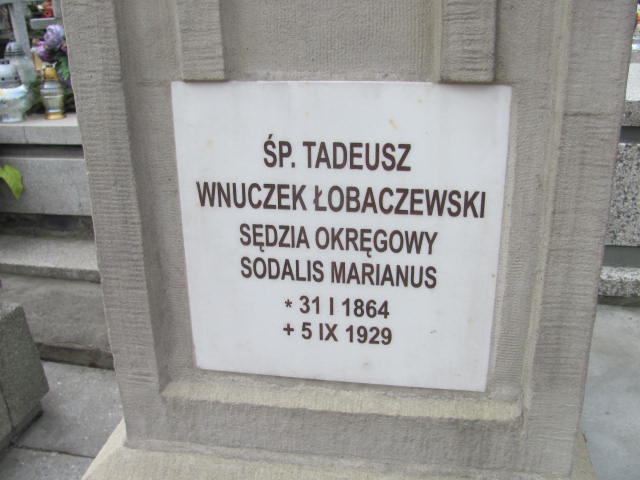 ŚP. TADEUSZ
WNUCZEK ŁOBACZEWSKI
SĘDZIA OKRĘGOWY
SODALIS MARIANUS
* 31 I 1864
+ 5 IX 1929